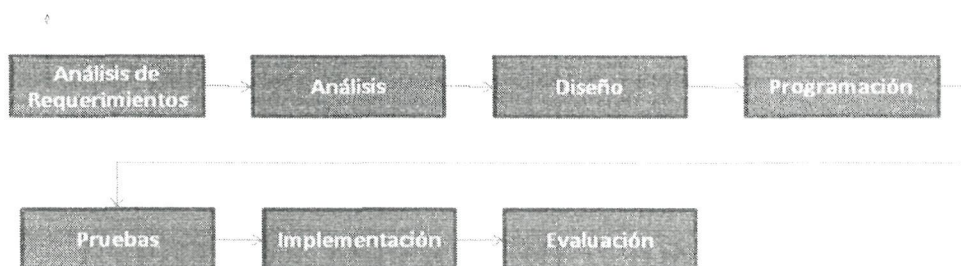 Análisis de
Requerimientos
Análisis
Diseño
Programación
Pruebas
Implementación
Evaluación